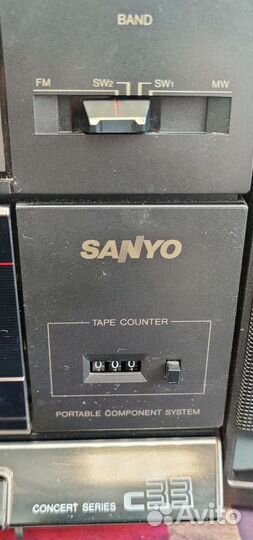 BAND
FM SW2 SW1 MW
SANYO
TAPE COUNTER
0 0 0
PORTABLE COMPONENT SYSTEM
CONCERT SERIES C33
Avito